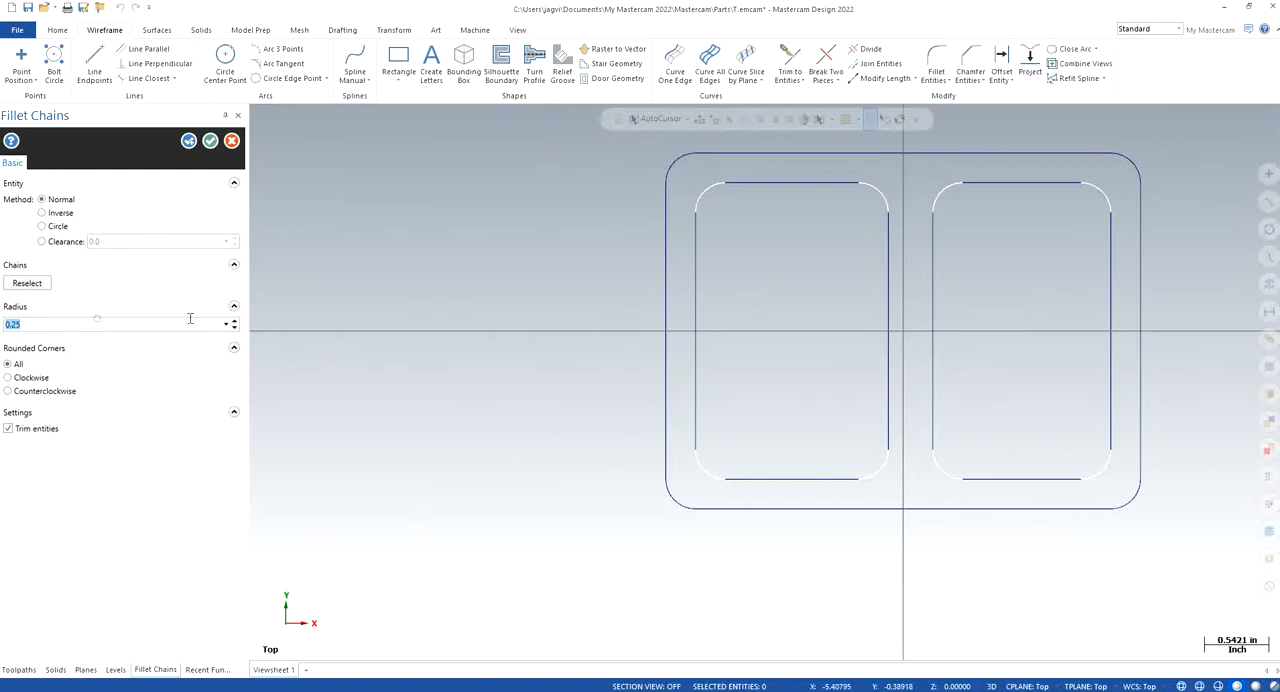 C:\Users\jagvi\Documents\My Mastercam 2022\Mastercam\Parts\T.emcam* - Mastercam Design 2022
File Home Wireframe Surfaces Solids Model Prep Mesh Drafting Transform Art Machine View Standard My Mastercam
Point Position Bolt Circle
Points
Line Endpoints Line Parallel Line Perpendicular Line Closest
Lines
Circle Center Point Arc 3 Points Arc Tangent Circle Edge Point
Arcs
Spline Manual
Splines
Rectangle Create Letters Bounding Box Silhouette Boundary Turn Profile Relief Groove Raster to Vector Stair Geometry Door Geometry
Shapes
Curve One Edge Curve All Edges Curve Slice by Plane
Curves
Trim to Entities Break Two Pieces Divide Join Entities Modify Length Fillet Entities Chamfer Entities Offset Entity Project Close Arc Combine Views Refit Spline
Modify
Fillet Chains
AutoCursor
Basic
Entity
Method: Normal
Inverse
Circle
Clearance: 0.0
Chains
Reselect
Radius
0.25
Rounded Corners
All
Clockwise
Counterclockwise
Settings
Trim entities
Y
X
Top
0.5421 in
Inch
Toolpaths Solids Planes Levels Fillet Chains Recent Fun... Viewsheet 1 +
SECTION VIEW: OFF SELECTED ENTITIES: 0 X: -5.40795 Y: -0.38916 Z: 0.00000 3D CPLANE: Top TPLANE: Top WCS: Top